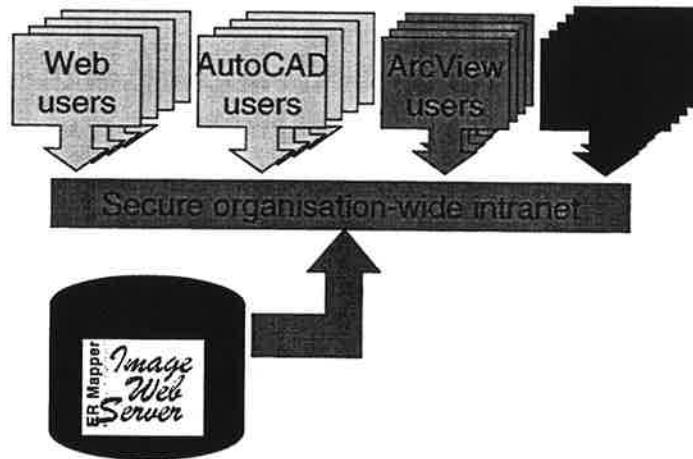 Web
users
AutoCAD
users
ArcView
users
Secure organisation-wide intranet
ER Mapper
Image
Web
Server